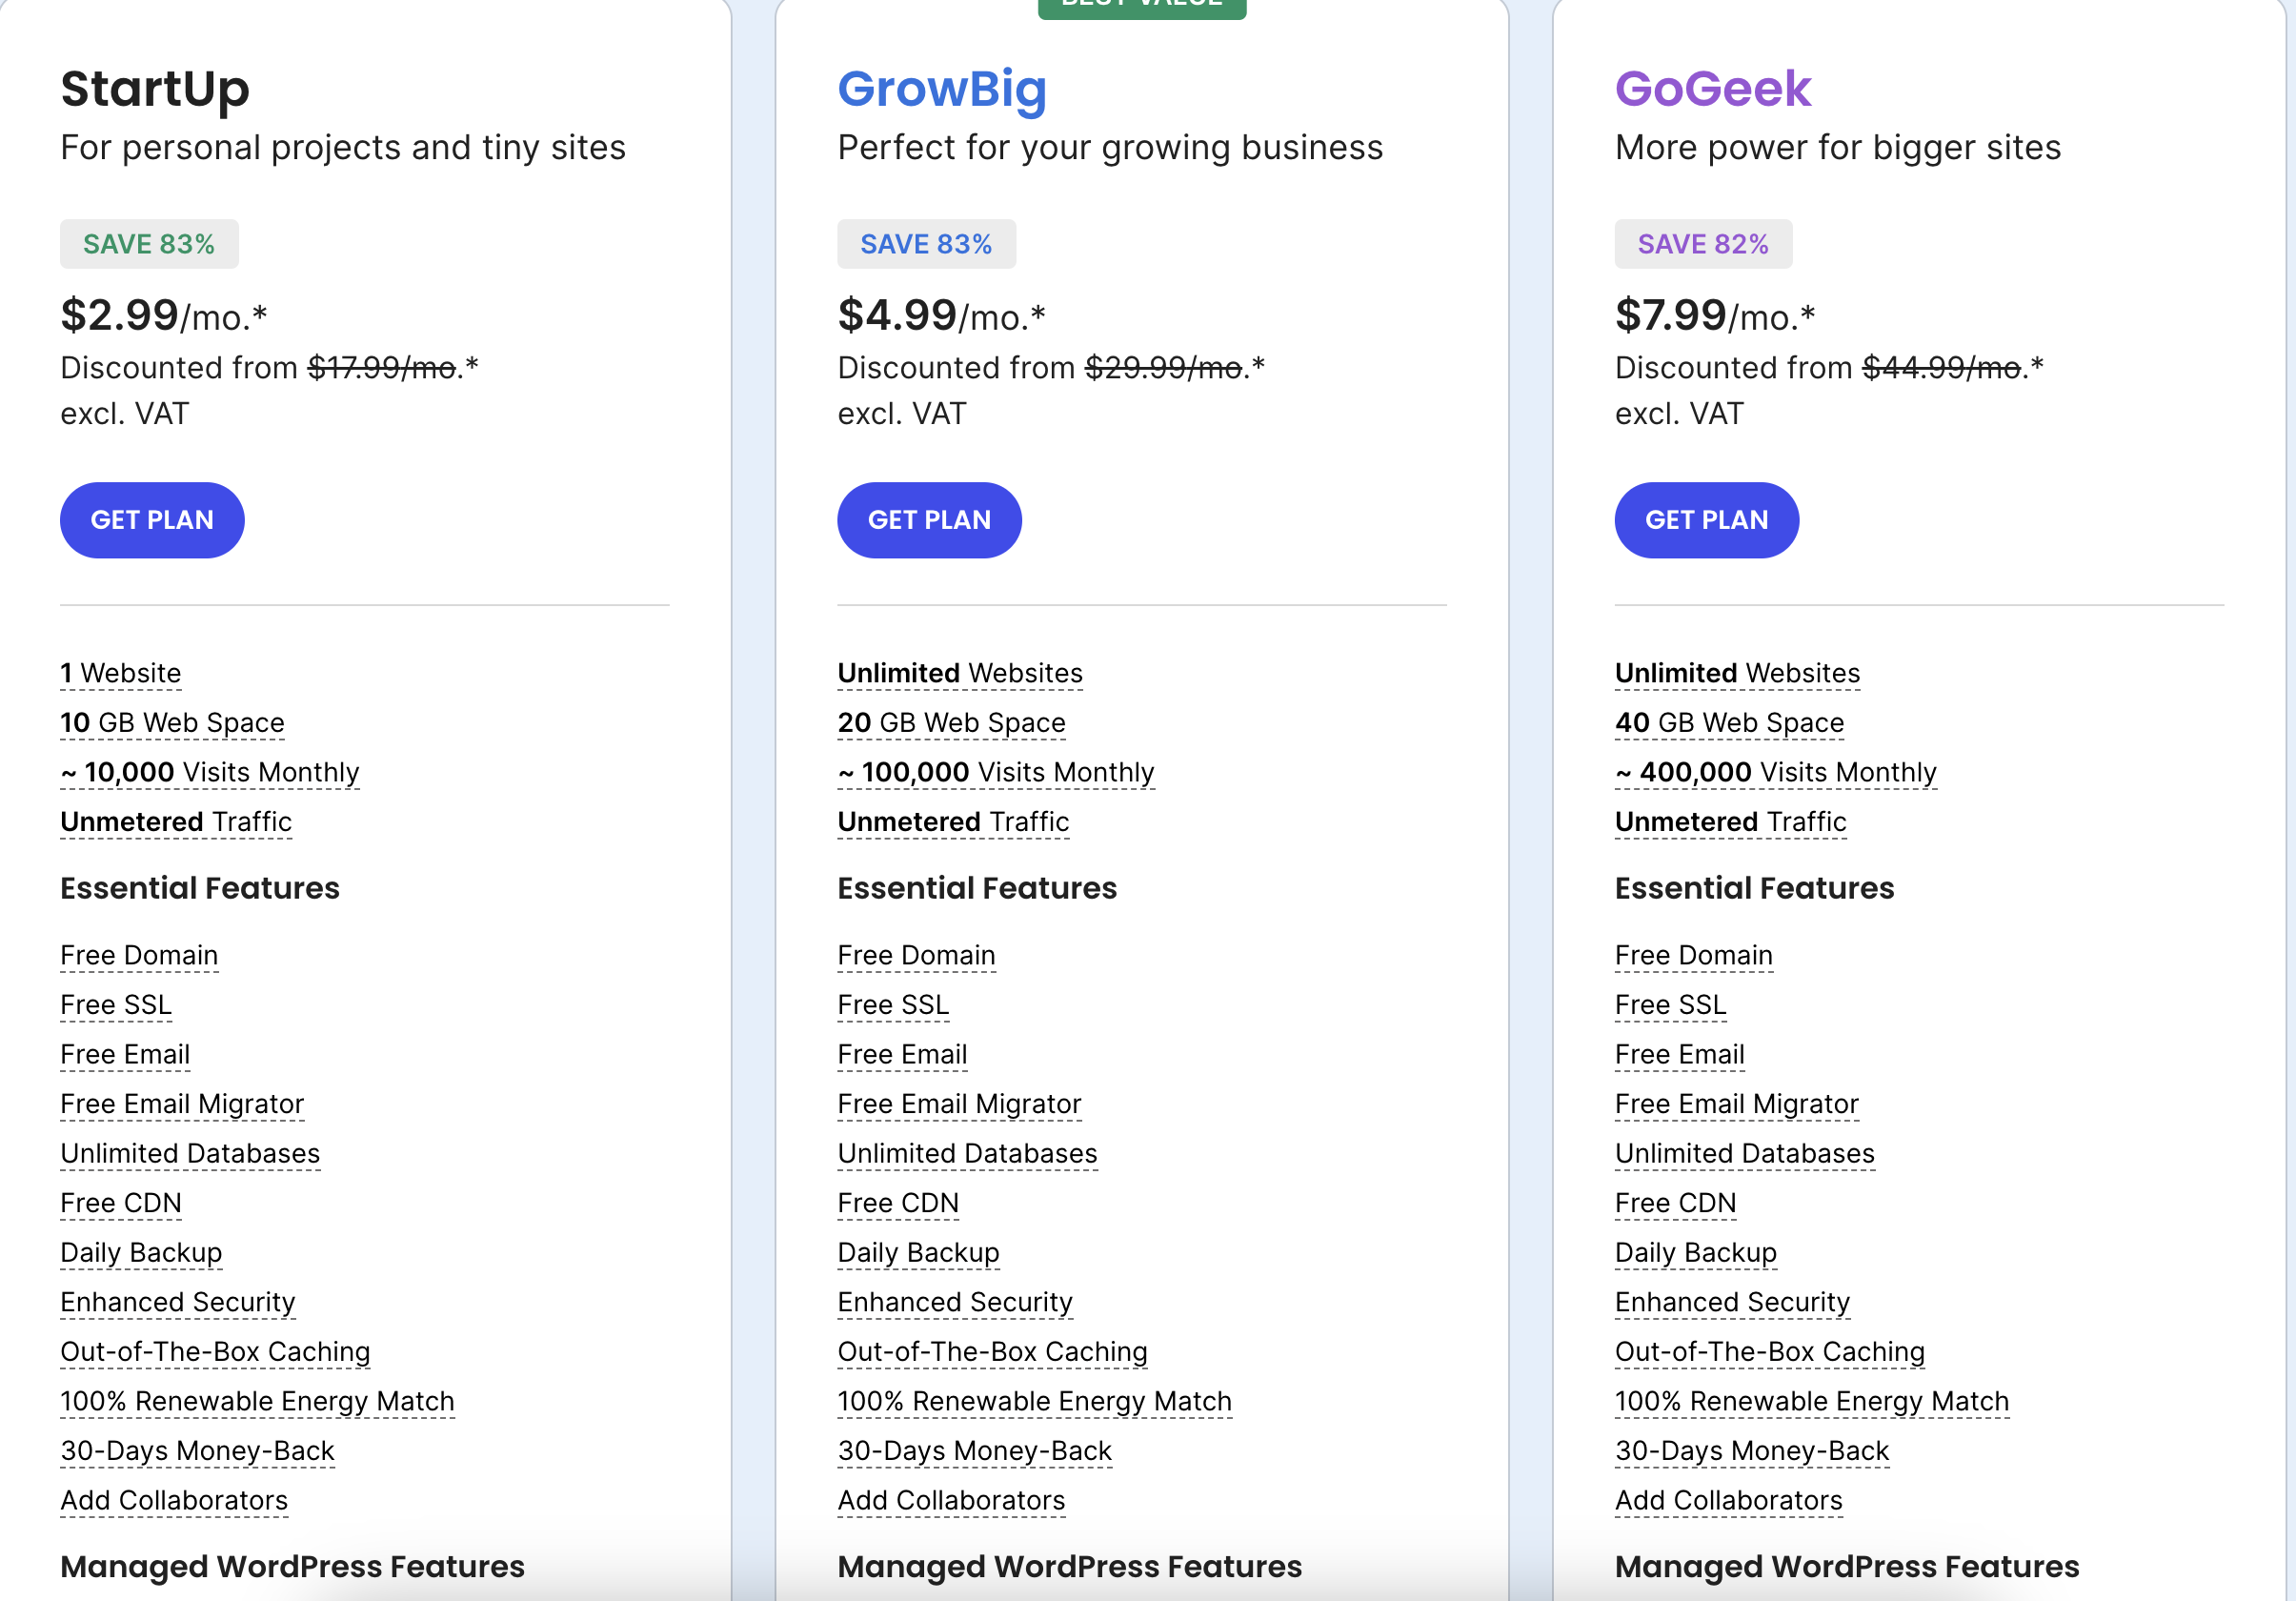 BEST VALUE
StartUp
For personal projects and tiny sites
SAVE 83%
$2.99/mo.*
Discounted from $17.99/mo.*
excl. VAT
GET PLAN
1 Website
10 GB Web Space
~ 10,000 Visits Monthly
Unmetered Traffic
Essential Features
Free Domain
Free SSL
Free Email
Free Email Migrator
Unlimited Databases
Free CDN
Daily Backup
Enhanced Security
Out-of-The-Box Caching
100% Renewable Energy Match
30-Days Money-Back
Add Collaborators
Managed WordPress Features
GrowBig
Perfect for your growing business
SAVE 83%
$4.99/mo.*
Discounted from $29.99/mo.*
excl. VAT
GET PLAN
Unlimited Websites
20 GB Web Space
~ 100,000 Visits Monthly
Unmetered Traffic
Essential Features
Free Domain
Free SSL
Free Email
Free Email Migrator
Unlimited Databases
Free CDN
Daily Backup
Enhanced Security
Out-of-The-Box Caching
100% Renewable Energy Match
30-Days Money-Back
Add Collaborators
Managed WordPress Features
GoGeek
More power for bigger sites
SAVE 82%
$7.99/mo.*
Discounted from $44.99/mo.*
excl. VAT
GET PLAN
Unlimited Websites
40 GB Web Space
~ 400,000 Visits Monthly
Unmetered Traffic
Essential Features
Free Domain
Free SSL
Free Email
Free Email Migrator
Unlimited Databases
Free CDN
Daily Backup
Enhanced Security
Out-of-The-Box Caching
100% Renewable Energy Match
30-Days Money-Back
Add Collaborators
Managed WordPress Features